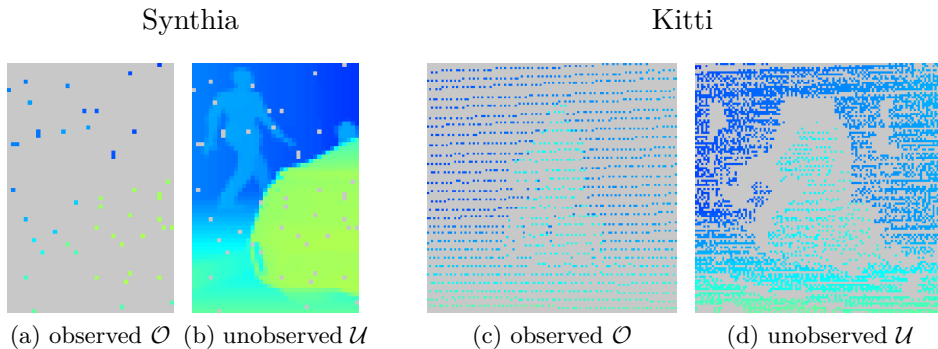 Synthia Kitti
(a) observed 𝒪 (b) unobserved 𝒰 (c) observed 𝒪 (d) unobserved 𝒰